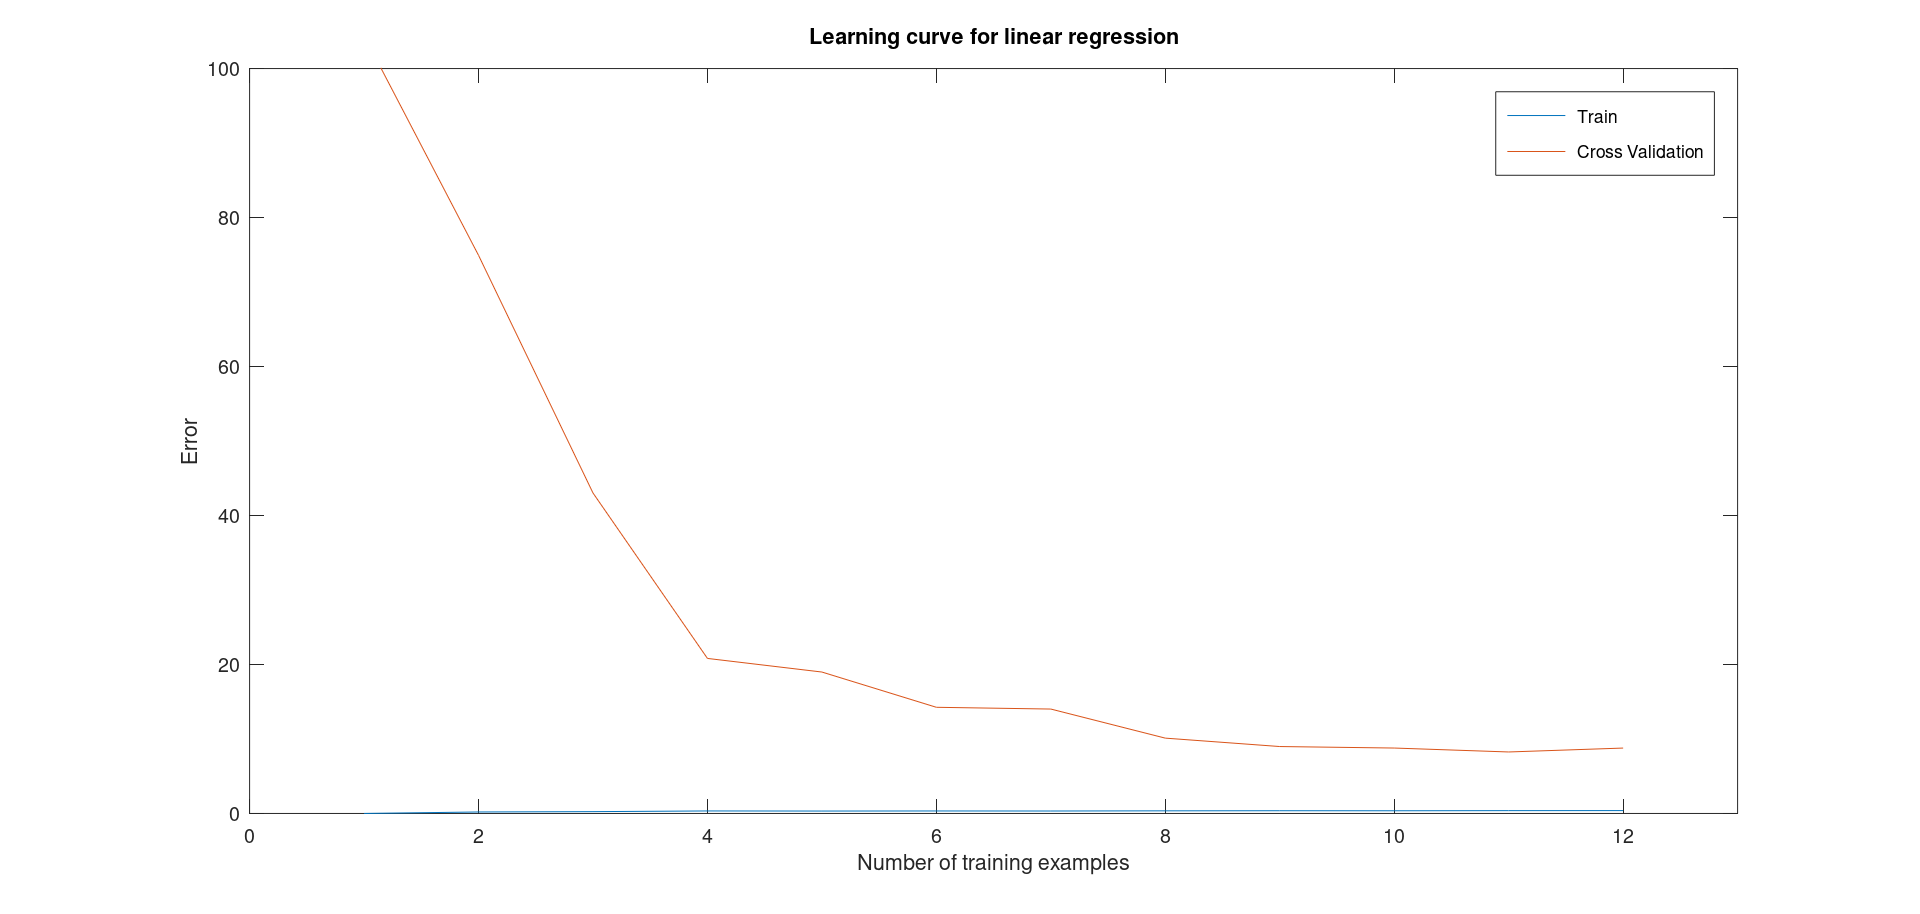 Learning curve for linear regression
100
80
60
40
20
0
Error
Train
Cross Validation
0 2 4 6 8 10 12
Number of training examples